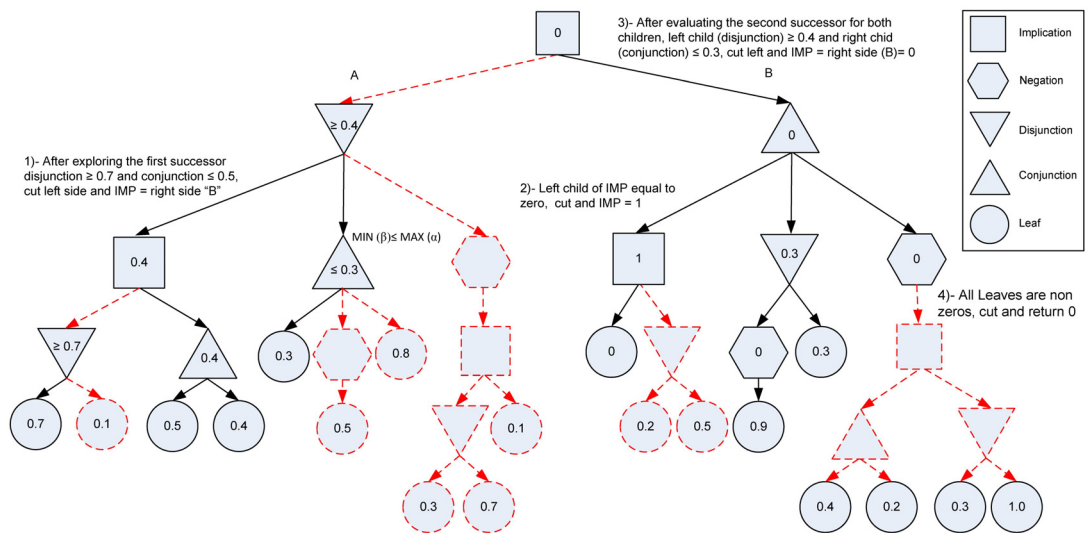 3)- After evaluating the second successor for both
children, left child (disjunction) ≥ 0.4 and right chid
(conjunction) ≤ 0.3, cut left and IMP = right side (B)= 0
0
A
B
≥ 0.4
0
1)- After exploring the first successor
disjunction ≥ 0.7 and conjunction ≤ 0.5,
cut left side and IMP = right side “B”
2)- Left child of IMP equal to
zero, cut and IMP = 1
MIN (β)≤ MAX (α)
0.4
≤ 0.3
1
0.3
0
4)- All Leaves are non
zeros, cut and return 0
≥ 0.7
0.4
0.3
0.8
0
0
0.3
0.7
0.1
0.5
0.4
0.5
0.1
0.2
0.5
0.9
0.3
0.7
0.4
0.2
0.3
1.0
Implication
Negation
Disjunction
Conjunction
Leaf